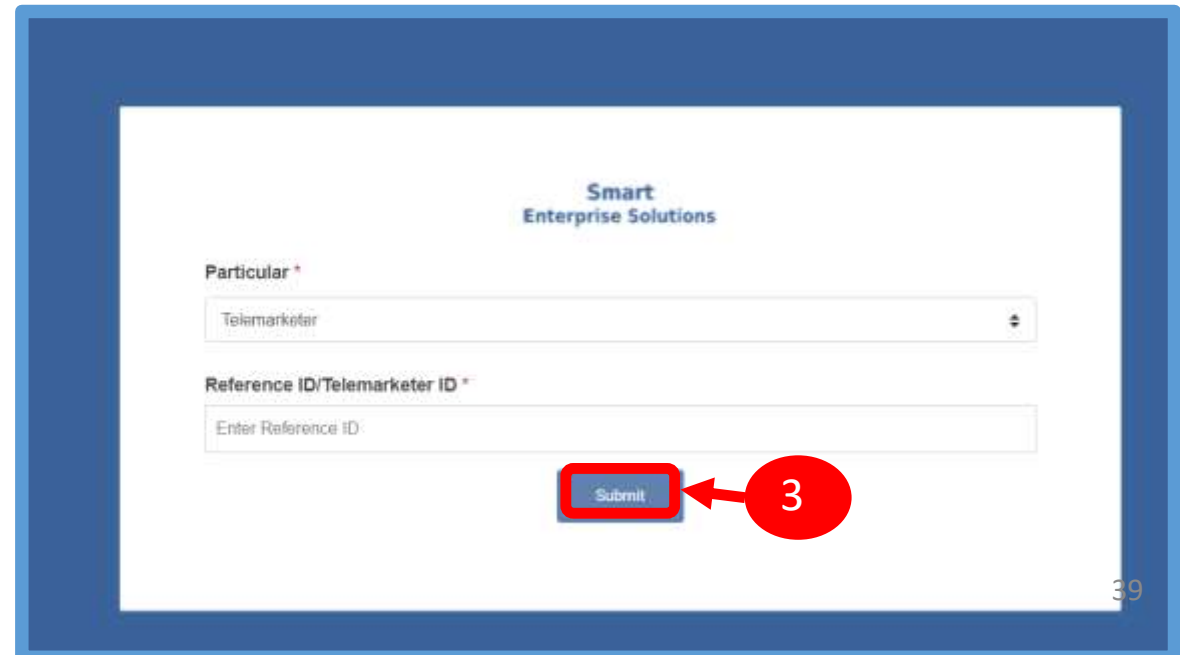 Smart
Enterprise Solutions
Particular *
Telemarketer
Reference ID/Telemarketer ID *
Enter Reference ID
Submit
3
39